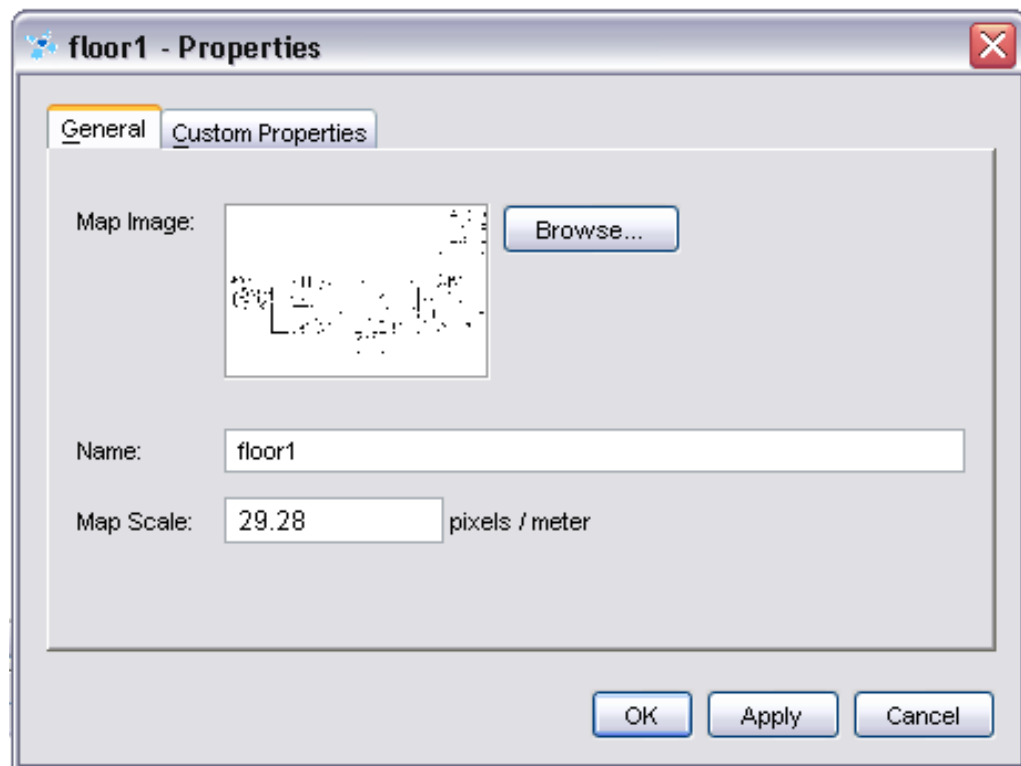 floor1 - Properties
General Custom Properties
Map Image: Browse...
Name: floor1
Map Scale: 29.28 pixels / meter
OK Apply Cancel